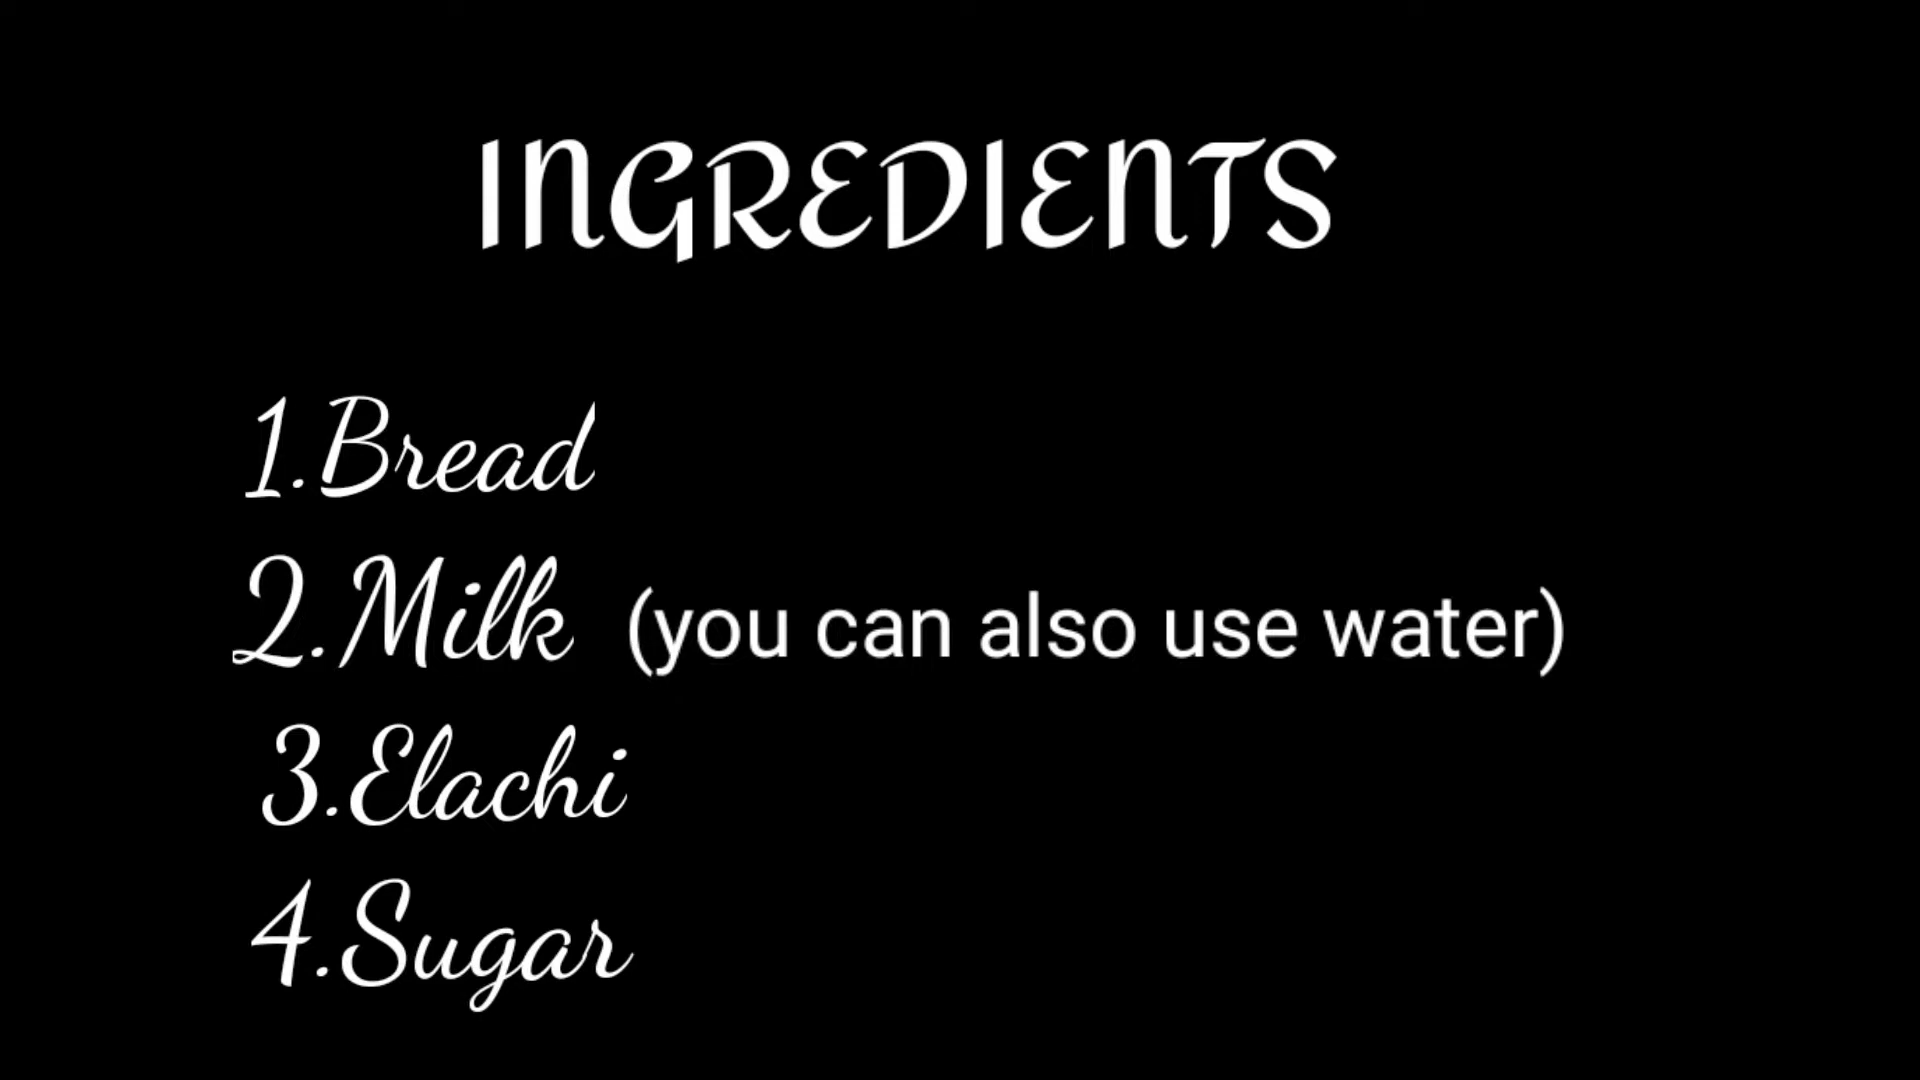 INGREDIENTS
1.Bread
2.Milk (you can also use water)
3.Elachi
4.Sugar